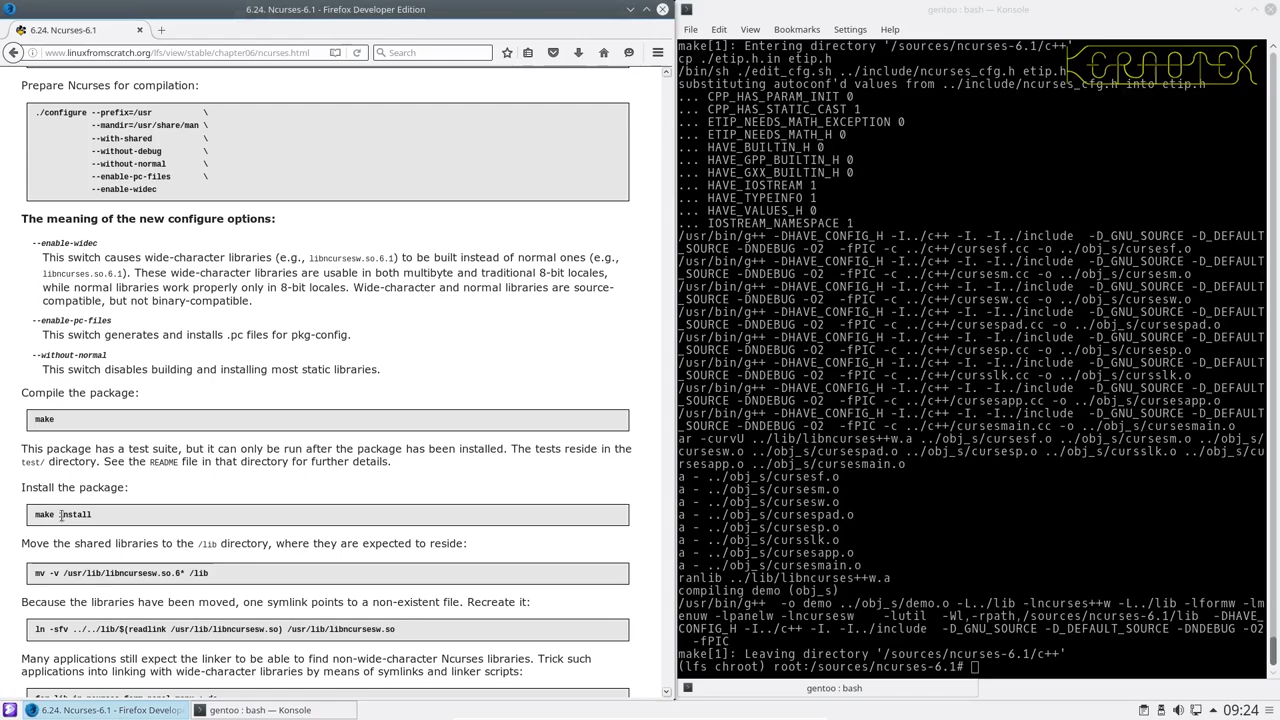 6.24. Ncurses-6.1 - Firefox Developer Edition
6.24. Ncurses-6.1
www.linuxfromscratch.org/lfs/view/stable/chapter06/ncurses.html
Search
Prepare Ncurses for compilation:
./configure --prefix=/usr           \
            --mandir=/usr/share/man \
            --with-shared           \
            --without-debug         \
            --without-normal        \
            --enable-pc-files       \
            --enable-widec
The meaning of the new configure options:
--enable-widec
This switch causes wide-character libraries (e.g., libncursesw.so.6.1) to be built instead of normal ones (e.g.,
libncurses.so.6.1). These wide-character libraries are usable in both multibyte and traditional 8-bit locales,
while normal libraries work properly only in 8-bit locales. Wide-character and normal libraries are source-
compatible, but not binary-compatible.
--enable-pc-files
This switch generates and installs .pc files for pkg-config.
--without-normal
This switch disables building and installing most static libraries.
Compile the package:
make
This package has a test suite, but it can only be run after the package has been installed. The tests reside in the
test/ directory. See the README file in that directory for further details.
Install the package:
make install
Move the shared libraries to the /lib directory, where they are expected to reside:
mv -v /usr/lib/libncursesw.so.6* /lib
Because the libraries have been moved, one symlink points to a non-existent file. Recreate it:
ln -sfv ../../lib/$(readlink /usr/lib/libncursesw.so) /usr/lib/libncursesw.so
Many applications still expect the linker to be able to find non-wide-character Ncurses libraries. Trick such
applications into linking with wide-character libraries by means of symlinks and linker scripts:
gentoo : bash — Konsole
File Edit View Bookmarks Settings Help
make[1]: Entering directory '/sources/ncurses-6.1/c++'
cp ./etip.h.in etip.h
/bin/sh ./edit_cfg.sh ../include/ncurses_cfg.h etip.h
substituting autoconf'd values from ../include/ncurses_cfg.h into etip.h
... CPP_HAS_PARAM_INIT 0
... CPP_HAS_STATIC_CAST 1
... ETIP_NEEDS_MATH_EXCEPTION 0
... ETIP_NEEDS_MATH_H 0
... HAVE_BUILTIN_H 0
... HAVE_GPP_BUILTIN_H 0
... HAVE_GXX_BUILTIN_H 0
... HAVE_IOSTREAM 1
... HAVE_TYPEINFO 1
... HAVE_VALUES_H 0
... IOSTREAM_NAMESPACE 1
/usr/bin/g++ -DHAVE_CONFIG_H -I../c++ -I. -I../include  -D_GNU_SOURCE -D_DEFAULT
_SOURCE -DNDEBUG -O2  -fPIC -c ../c++/cursesf.cc -o ../obj_s/cursesf.o
/usr/bin/g++ -DHAVE_CONFIG_H -I../c++ -I. -I../include  -D_GNU_SOURCE -D_DEFAULT
_SOURCE -DNDEBUG -O2  -fPIC -c ../c++/cursesm.cc -o ../obj_s/cursesm.o
/usr/bin/g++ -DHAVE_CONFIG_H -I../c++ -I. -I../include  -D_GNU_SOURCE -D_DEFAULT
_SOURCE -DNDEBUG -O2  -fPIC -c ../c++/cursesw.cc -o ../obj_s/cursesw.o
/usr/bin/g++ -DHAVE_CONFIG_H -I../c++ -I. -I../include  -D_GNU_SOURCE -D_DEFAULT
_SOURCE -DNDEBUG -O2  -fPIC -c ../c++/cursespad.cc -o ../obj_s/cursespad.o
/usr/bin/g++ -DHAVE_CONFIG_H -I../c++ -I. -I../include  -D_GNU_SOURCE -D_DEFAULT
_SOURCE -DNDEBUG -O2  -fPIC -c ../c++/cursesp.cc -o ../obj_s/cursesp.o
/usr/bin/g++ -DHAVE_CONFIG_H -I../c++ -I. -I../include  -D_GNU_SOURCE -D_DEFAULT
_SOURCE -DNDEBUG -O2  -fPIC -c ../c++/cursslk.cc -o ../obj_s/cursslk.o
/usr/bin/g++ -DHAVE_CONFIG_H -I../c++ -I. -I../include  -D_GNU_SOURCE -D_DEFAULT
_SOURCE -DNDEBUG -O2  -fPIC -c ../c++/cursesapp.cc -o ../obj_s/cursesapp.o
/usr/bin/g++ -DHAVE_CONFIG_H -I../c++ -I. -I../include  -D_GNU_SOURCE -D_DEFAULT
_SOURCE -DNDEBUG -O2  -fPIC -c ../c++/cursesmain.cc -o ../obj_s/cursesmain.o
ar -curvU ../lib/libncurses++w.a ../obj_s/cursesf.o ../obj_s/cursesm.o ../obj_s/
cursesw.o ../obj_s/cursespad.o ../obj_s/cursesp.o ../obj_s/cursslk.o ../obj_s/cu
rsesapp.o ../obj_s/cursesmain.o
a - ../obj_s/cursesf.o
a - ../obj_s/cursesm.o
a - ../obj_s/cursesw.o
a - ../obj_s/cursespad.o
a - ../obj_s/cursesp.o
a - ../obj_s/cursslk.o
a - ../obj_s/cursesapp.o
a - ../obj_s/cursesmain.o
ranlib ../lib/libncurses++w.a
compiling demo (obj_s)
/usr/bin/g++  -o demo ../obj_s/demo.o -L../lib -lncurses++w -L../lib -lformw -lm
enuw -lpanelw -lncursesw    -lutil -Wl,-rpath,/sources/ncurses-6.1/lib -DHAVE_
CONFIG_H -I../c++ -I. -I../include  -D_GNU_SOURCE -D_DEFAULT_SOURCE -DNDEBUG -O2
 -fPIC
make[1]: Leaving directory '/sources/ncurses-6.1/c++'
(lfs chroot) root:/sources/ncurses-6.1#
gentoo : bash
6.24. Ncurses-6.1 - Firefox Develope
gentoo : bash — Konsole
09:24